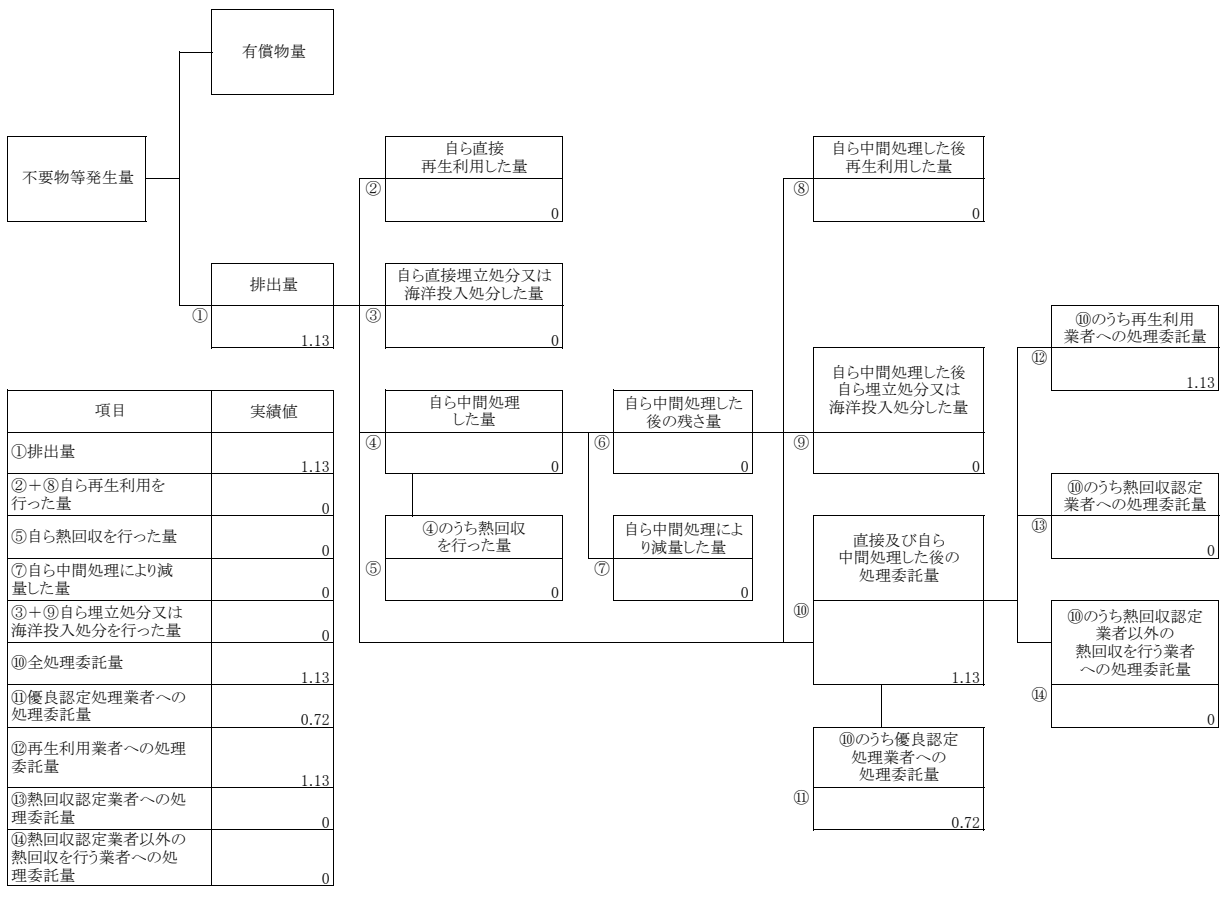 有償物量
不要物等発生量
排出量
①
1.13
自ら直接
再生利用した量
②
0
自ら直接埋立処分又は
海洋投入処分した量
③
0
自ら中間処理
した量
④
0
④のうち熱回収
を行った量
⑤
0
自ら中間処理した
後の残さ量
⑥
0
自ら中間処理によ
り減量した量
⑦
0
自ら中間処理した後
再生利用した量
⑧
0
自ら中間処理した後
自ら埋立処分又は
海洋投入処分した量
⑨
0
直接及び自ら
中間処理した後の
処理委託量
⑩
1.13
⑩のうち優良認定
処理業者への
処理委託量
⑪
0.72
⑩のうち再生利用
業者への処理委託量
⑫
1.13
⑩のうち熱回収認定
業者への処理委託量
⑬
0
⑩のうち熱回収認定
業者以外の
熱回収を行う業者
への処理委託量
⑭
0
項目 実績値
①排出量
1.13
②＋⑧自ら再生利用を
行った量
0
⑤自ら熱回収を行った量
0
⑦自ら中間処理により減
量した量
0
③＋⑨自ら埋立処分又は
海洋投入処分を行った量
0
⑩全処理委託量
1.13
⑪優良認定処理業者への
処理委託量
0.72
⑫再生利用業者への処理
委託量
1.13
⑬熱回収認定業者への処
理委託量
0
⑭熱回収認定業者以外の
熱回収を行う業者への処
理委託量
0